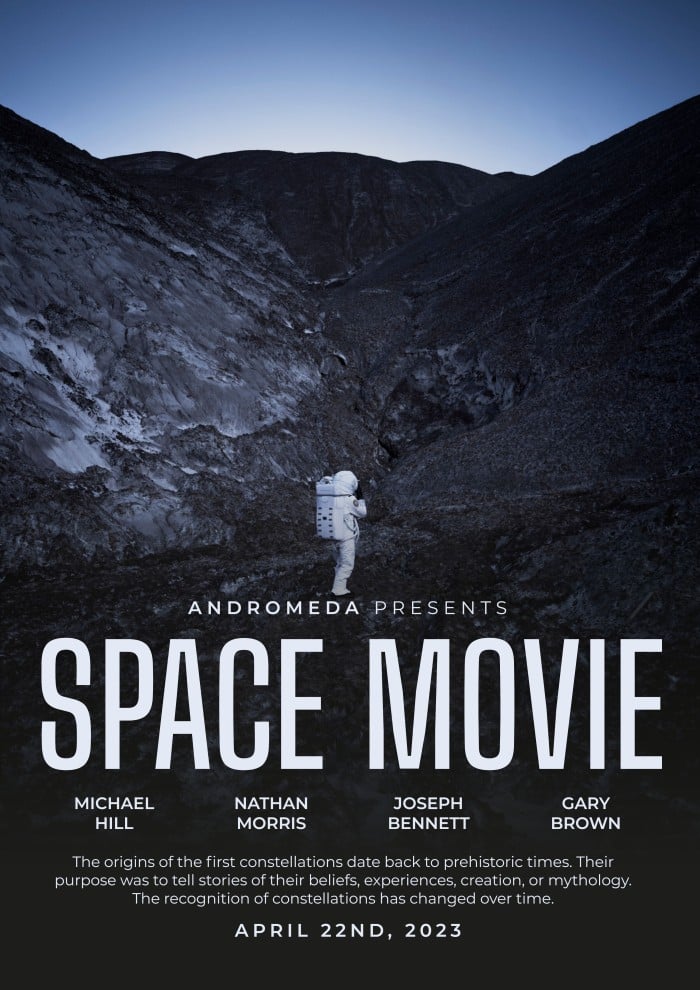 ANDROMEDA PRESENTS
SPACE MOVIE
MICHAEL HILL
NATHAN MORRIS
JOSEPH BENNETT
GARY BROWN
The origins of the first constellations date back to prehistoric times. Their
purpose was to tell stories of their beliefs, experiences, creation, or mythology.
The recognition of constellations has changed over time.
APRIL 22ND, 2023